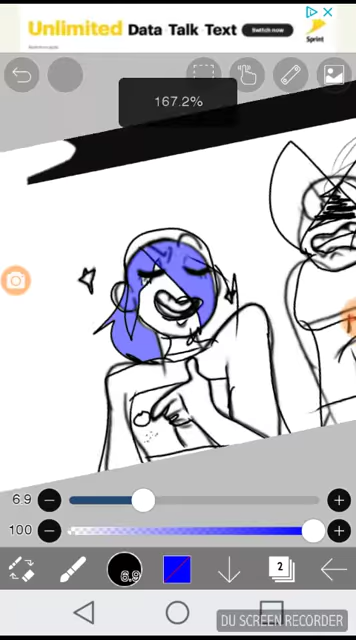 Unlimited Data Talk Text
Switch now
Sprint
167.2%
6.9
100
6.9
2
DU SCREEN RECORDER